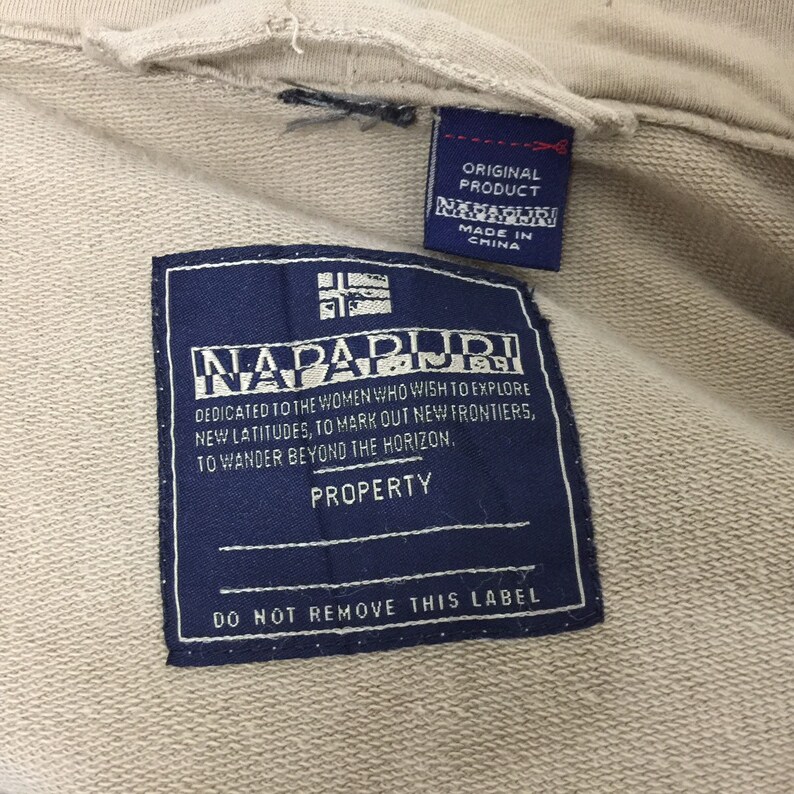 ORIGINAL
PRODUCT
NAPAPIJRI
MADE IN
CHINA
NAPAPIJRI
DEDICATED TO THE WOMEN WHO WISH TO EXPLORE
NEW LATITUDES, TO MARK OUT NEW FRONTIERS,
TO WANDER BEYOND THE HORIZON.
PROPERTY
DO NOT REMOVE THIS LABEL